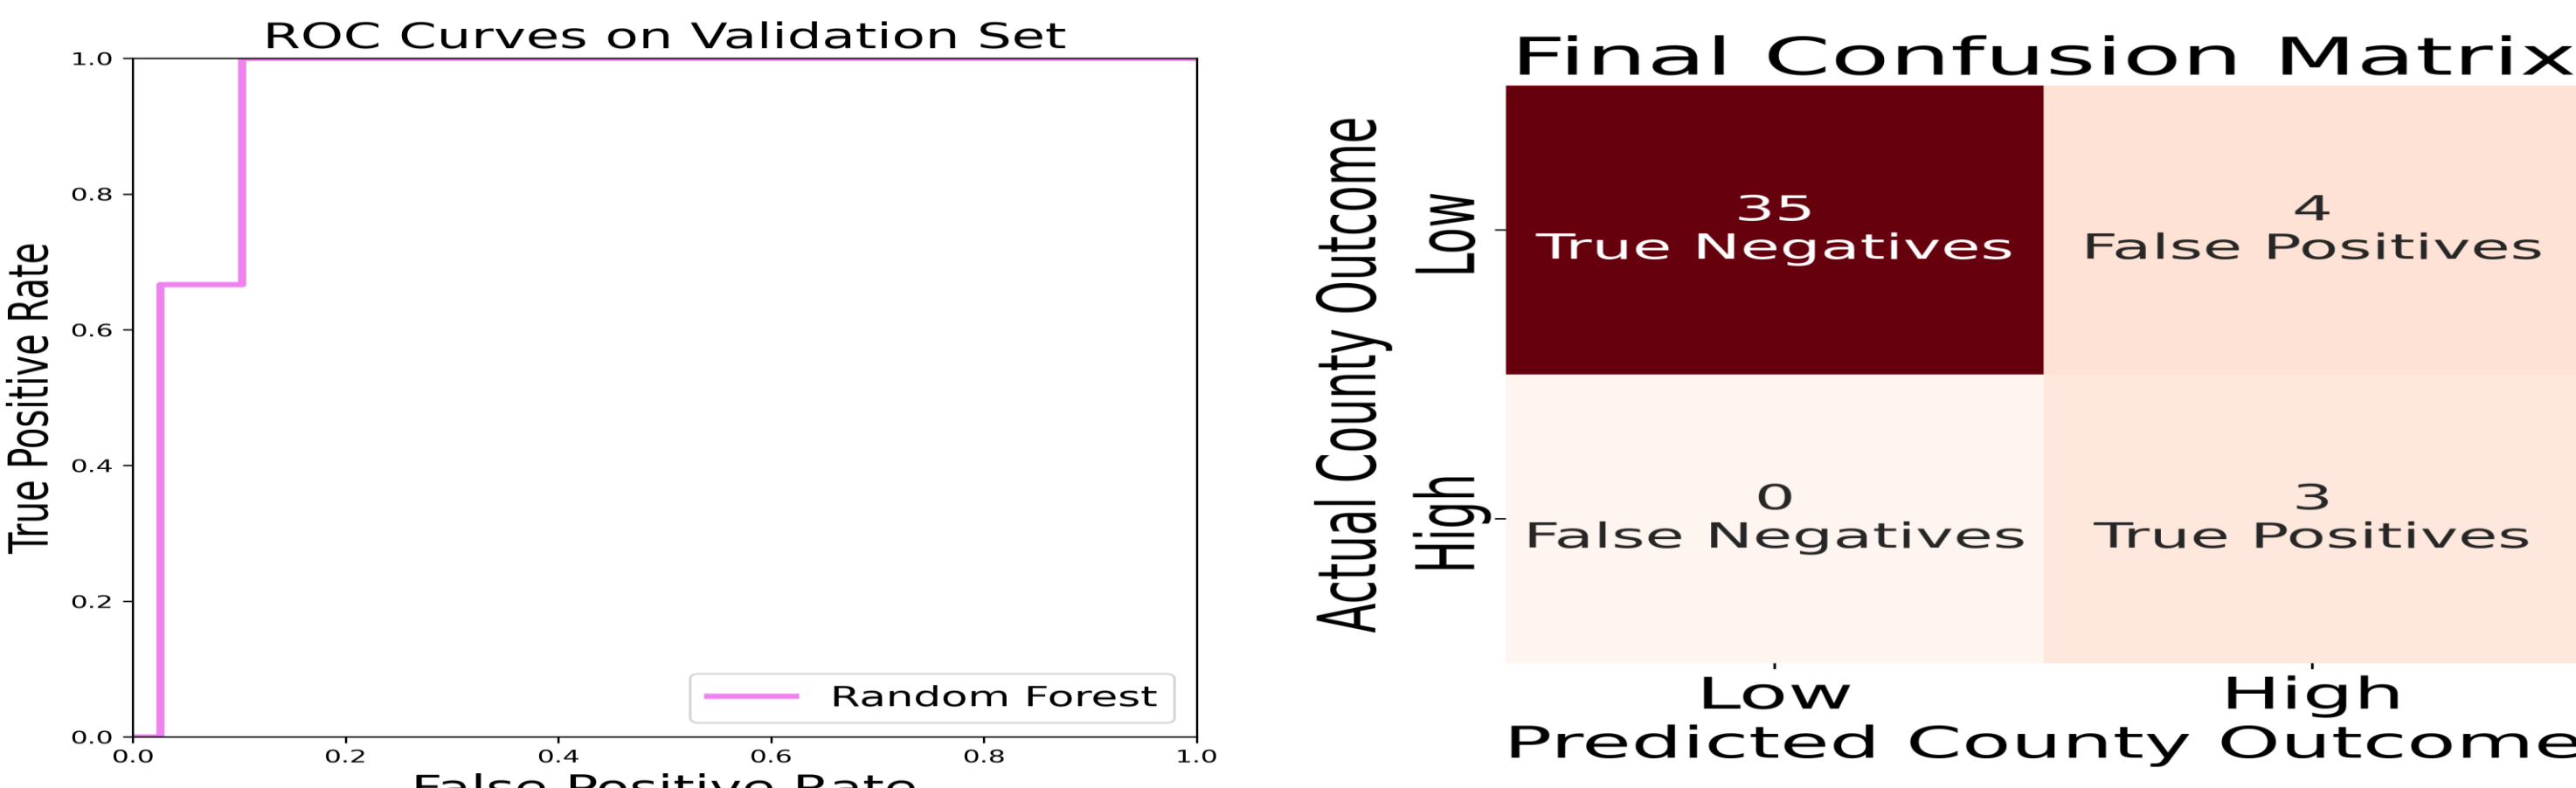 ROC Curves on Validation Set
True Positive Rate
1.0
0.8
0.6
0.4
0.2
0.0
0.0 0.2 0.4 0.6 0.8 1.0
False Positive Rate
Random Forest
Final Confusion Matrix
Actual County Outcome
Low
High
35
True Negatives
4
False Positives
0
False Negatives
3
True Positives
Low High
Predicted County Outcome